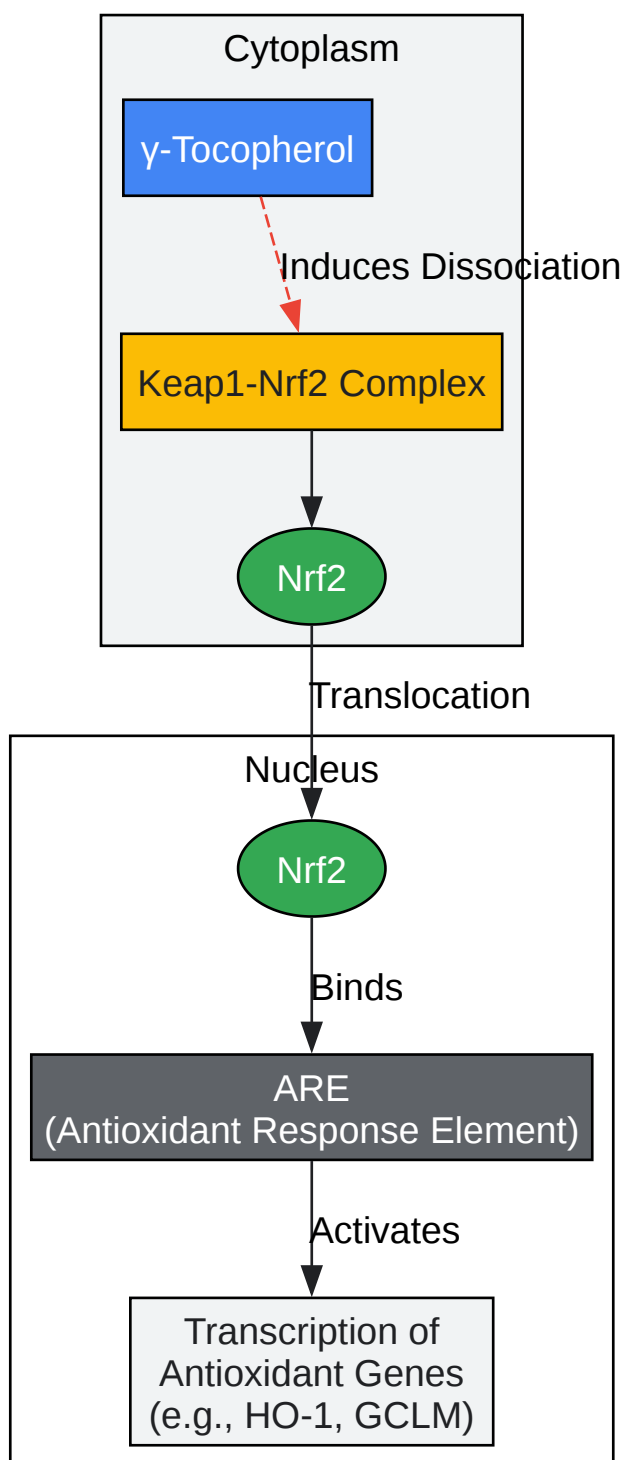 Cytoplasm
γ-Tocopherol
Induces Dissociation
Keap1-Nrf2 Complex
Nrf2
Translocation
Nucleus
Nrf2
Binds
ARE
(Antioxidant Response Element)
Activates
Transcription of
Antioxidant Genes
(e.g., HO-1, GCLM)